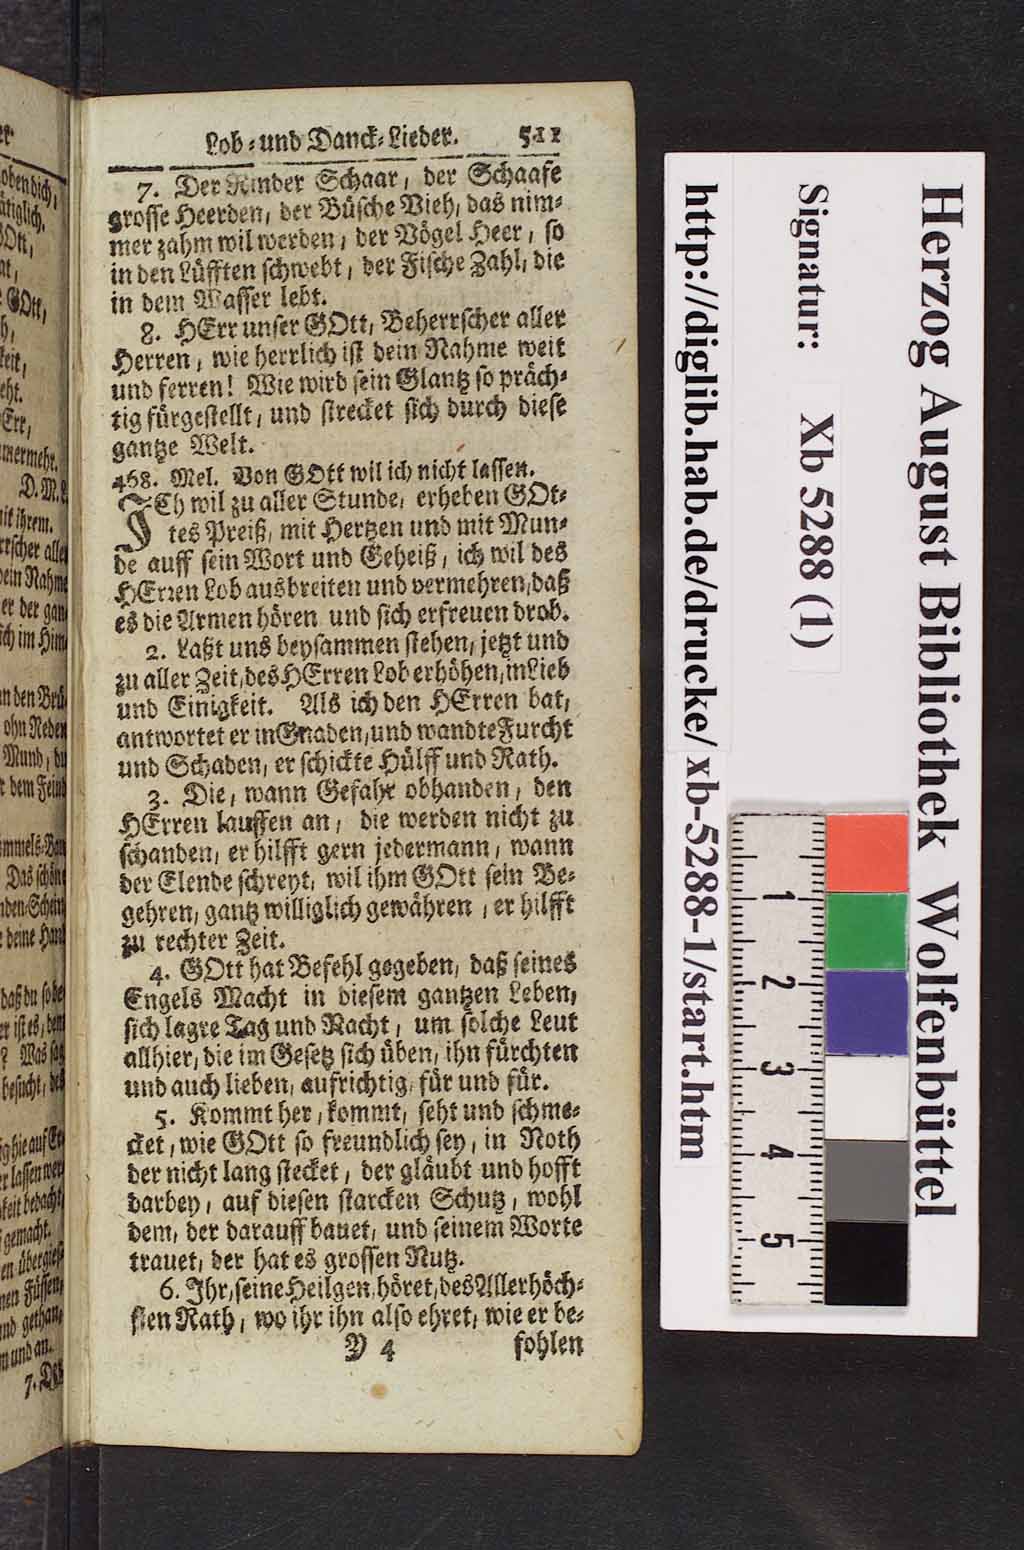 Lob-und Danck-Lieder. 511
7. Der Rinder Schaar, der Schaafe
grosse Heerden, der Büsche Vieh, das nim-
mer zahm wil werden, der Vögel Heer, so
in den Lüfften schwebt, der Fische Zahl, die
in dem Wasser lebt.
8. HErr unser GOtt, Beherrscher aller
Herren, wie herrlich ist dein Nahme weit
und ferren! Wie wird sein Glantz so präch-
tig fürgestellt, und strecket sich durch diese
gantze Welt.
468. Mel. Von GOtt wil ich nicht lassen.
ICh wil zu aller Stunde, erheben GOt-
tes Preiß, mit Hertzen und mit Mun-
de auff sein Wort und Geheiß, ich wil des
HErren Lob ausbreiten und vermehren, daß
es die Armen hören und sich erfreuen drob.
2. Laßt uns beysammen stehen, jetzt und
zu aller Zeit, des HErren Lob erhöhen, in Lieb
und Einigkeit. Als ich den HErren bat,
antwortet er in Gnaden, und wandte Furcht
und Schaden, er schickte Hülff und Rath.
3. Die, wann Gefahr obhanden, den
HErren lauffen an, die werden nicht zu
schanden, er hilfft gern jedermann, wann
der Elende schreyt, wil ihm GOtt sein Be-
gehren, gantz williglich gewähren, er hilfft
zu rechter Zeit.
4. GOtt hat Befehl gegeben, daß seines
Engels Macht in diesem gantzen Leben,
sich lagre Tag und Nacht, um solche Leut
allhier, die im Gesetz sich üben, ihn fürchten
und auch lieben, aufrichtig, für und für.
5. Kommt her, kommt, seht und schme-
cket, wie GOtt so freundlich sey, in Noth
der nicht lang stecket, der gläubt und hofft
darbey, auf diesen starcken Schutz, wohl
dem, der darauff bauet, und seinem Worte
trauet, der hat es grossen Nutz.
6. Ihr, seine Heilgen, höret, des Allerhöch-
sten Rath, wo ihr ihn also ehret, wie er be-
Y 4 fohlen
Herzog August Bibliothek Wolfenbüttel
Signatur: Xb 5288 (1)
http://diglib.hab.de/drucke/xb-5288-1/start.htm
1
2
3
4
5